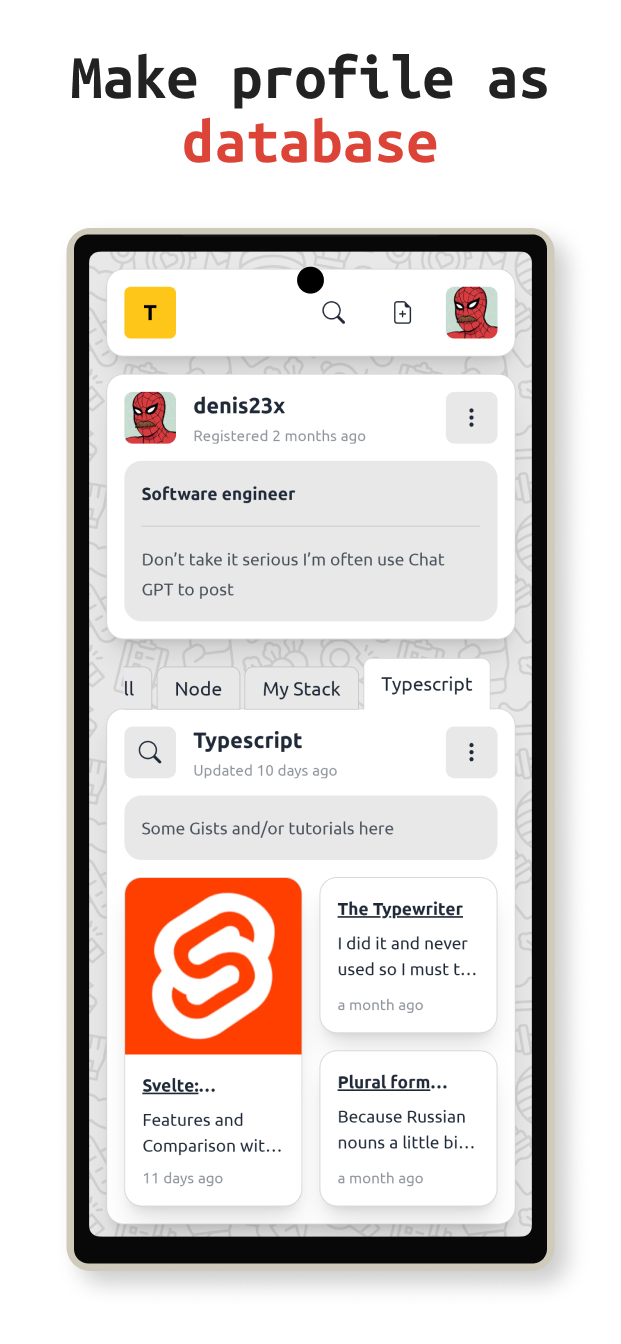 Make profile as
database
T
denis23x
Registered 2 months ago
Software engineer
Don’t take it serious I’m often use Chat
GPT to post
ll
Node
My Stack
Typescript
Typescript
Updated 10 days ago
Some Gists and/or tutorials here
Svelte:...
Features and
Comparison wit...
11 days ago
The Typewriter
I did it and never
used so I must t...
a month ago
Plural form...
Because Russian
nouns a little bi...
a month ago